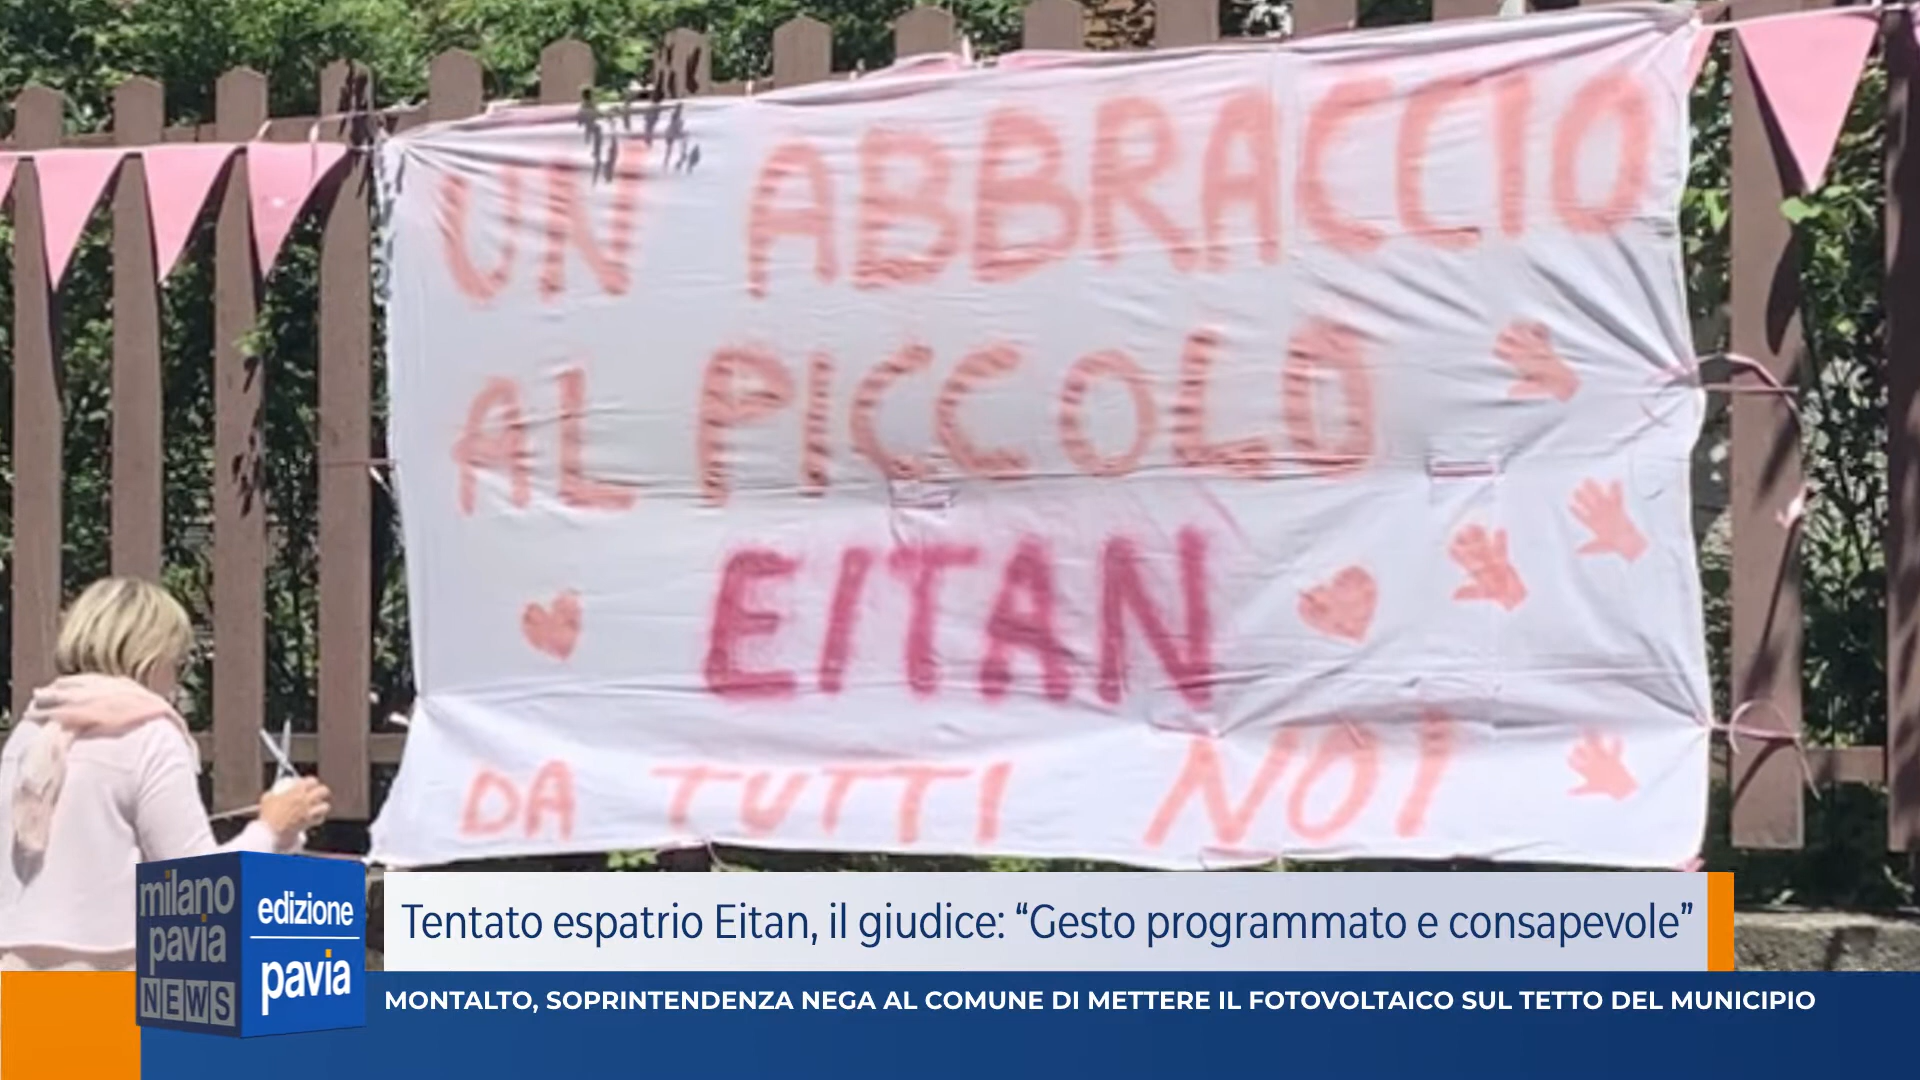 UN ABBRACCIO
AL PICCOLO
EITAN
DA TUTTI NOI
milano
pavia
NEWS
edizione
pavia
Tentato espatrio Eitan, il giudice: “Gesto programmato e consapevole”
MONTALTO, SOPRINTENDENZA NEGA AL COMUNE DI METTERE IL FOTOVOLTAICO SUL TETTO DEL MUNICIPIO